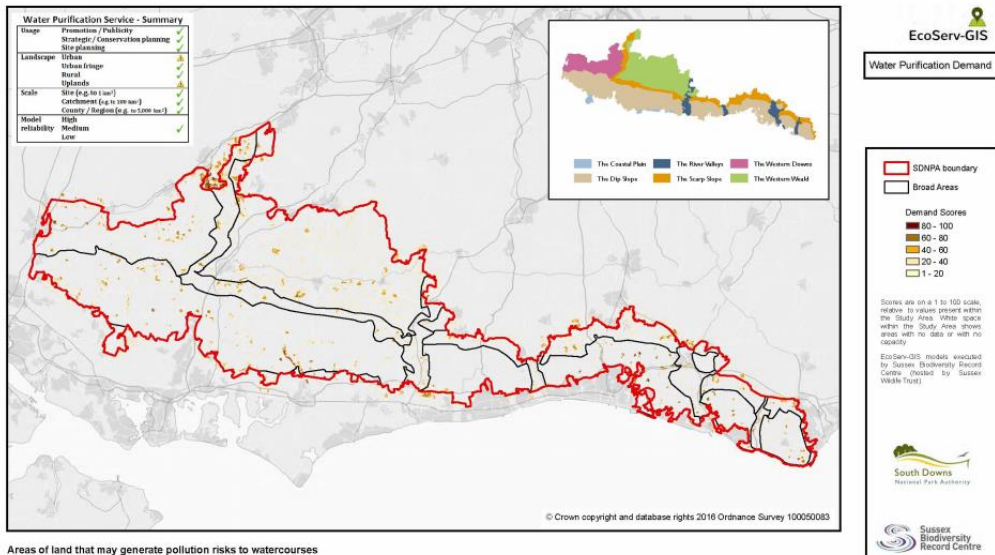 Water Purification Service - Summary
Usage Promotion / Publicity
Strategic / Conservation planning
Site planning
Landscape Urban
Urban fringe
Rural
Uplands
Scale Site (e.g. to 1 km²)
Catchment (e.g. to 100 km²)
County / Region (e.g. to 5,000 km²)
Model reliability High
Medium
Low
The Coastal Plain
The River Valleys
The Western Downs
The Dip Slope
The Scarp Slope
The Western Weald
© Crown copyright and database rights 2016 Ordnance Survey 100050083
EcoServ-GIS
Water Purification Demand
SDNPA boundary
Broad Areas
Demand Scores
80 - 100
60 - 80
40 - 60
20 - 40
1 - 20
Scores are on a 1 to 100 scale,
relative to values present within
the Study Area. White space
within the Study Area shows
areas with no data or with no
capacity
EcoServ-GIS models executed
by Sussex Biodiversity Record
Centre (hosted by Sussex
Wildlife Trust)
South Downs
National Park Authority
Sussex
Biodiversity
Record Centre
Areas of land that may generate pollution risks to watercourses